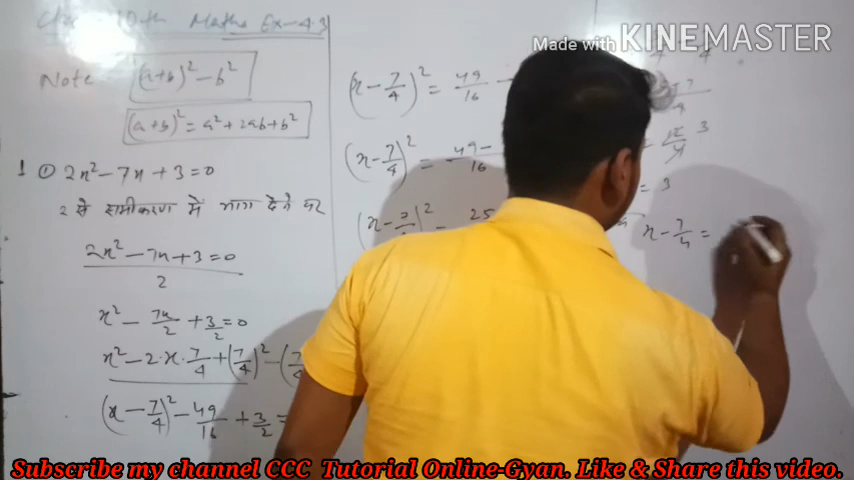 Made with KINEMASTER
10th Maths Ex-4.3
Note (a+b)² - b²
(a+b)² = a² + 2ab + b²
1 ① 2x² - 7x + 3 = 0
2 से समीकरण में भाग देने पर
2x² - 7x + 3 = 0
2
x² - 7x/2 + 3/2 = 0
x² - 2·x·7/4 + (7/4)² - (7/4
(x - 7/4)² - 49/16 + 3/2 =
(x - 7/4)² = 49/16 -
(x - 7/4)² = 49 - / 16
(x - 7/4)² = 25
= 12/4 3
= 3
x - 7/4 =
Subscribe my channel CCC Tutorial Online-Gyan. Like & Share this video.